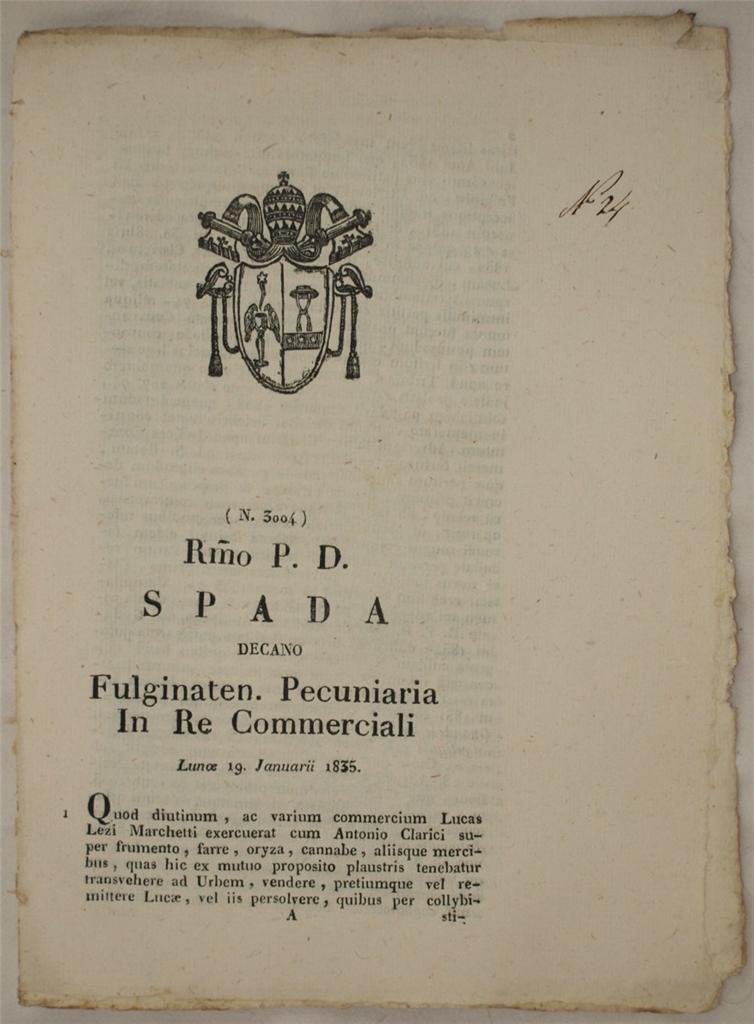 Nº 24
( N. 3004 )
Rm̃o P. D.
S P A D A
DECANO
Fulginaten. Pecuniaria
In Re Commerciali
Lunæ 19. Januarii 1835.
1 Quod diutinum , ac varium commercium Lucas
Lezi Marchetti exercuerat cum Antonio Clarici su-
per frumento , farre , oryza , cannabe , aliisque merci-
bus , quas hic ex mutuo proposito plaustris tenebatur
transvehere ad Urbem , vendere , pretiumque vel re-
mittere Lucæ , vel iis persolvere , quibus per collybi-
A sti-